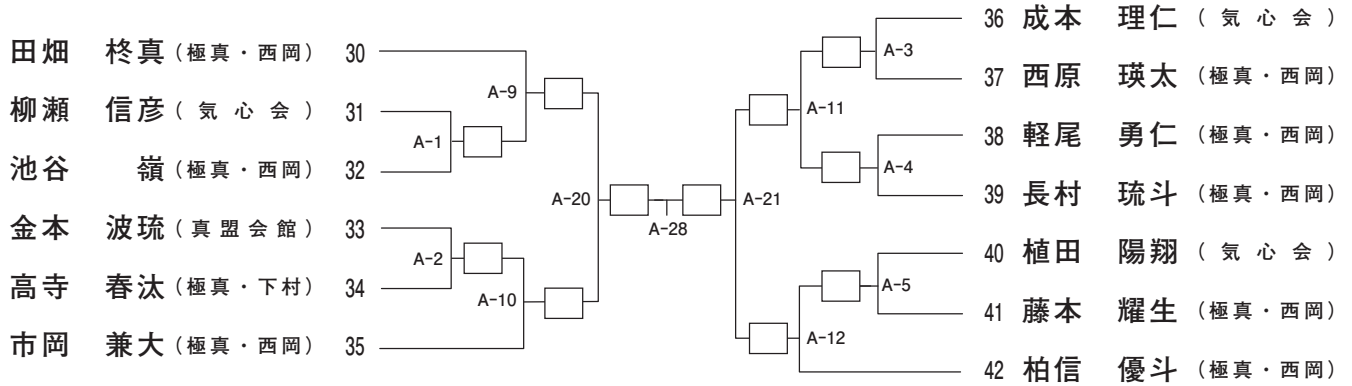 田畑 柊真 (極真・西岡) 30
柳瀬 信彦 (気心会) 31
池谷 嶺 (極真・西岡) 32
金本 波琉 (真盟会館) 33
高寺 春汰 (極真・下村) 34
市岡 兼大 (極真・西岡) 35
A-9
A-1
A-2
A-10
A-20
A-28
A-21
A-3
A-11
A-4
A-5
A-12
36 成本 理仁 (気心会)
37 西原 瑛太 (極真・西岡)
38 軽尾 勇仁 (極真・西岡)
39 長村 琉斗 (極真・西岡)
40 植田 陽翔 (気心会)
41 藤本 耀生 (極真・西岡)
42 柏信 優斗 (極真・西岡)